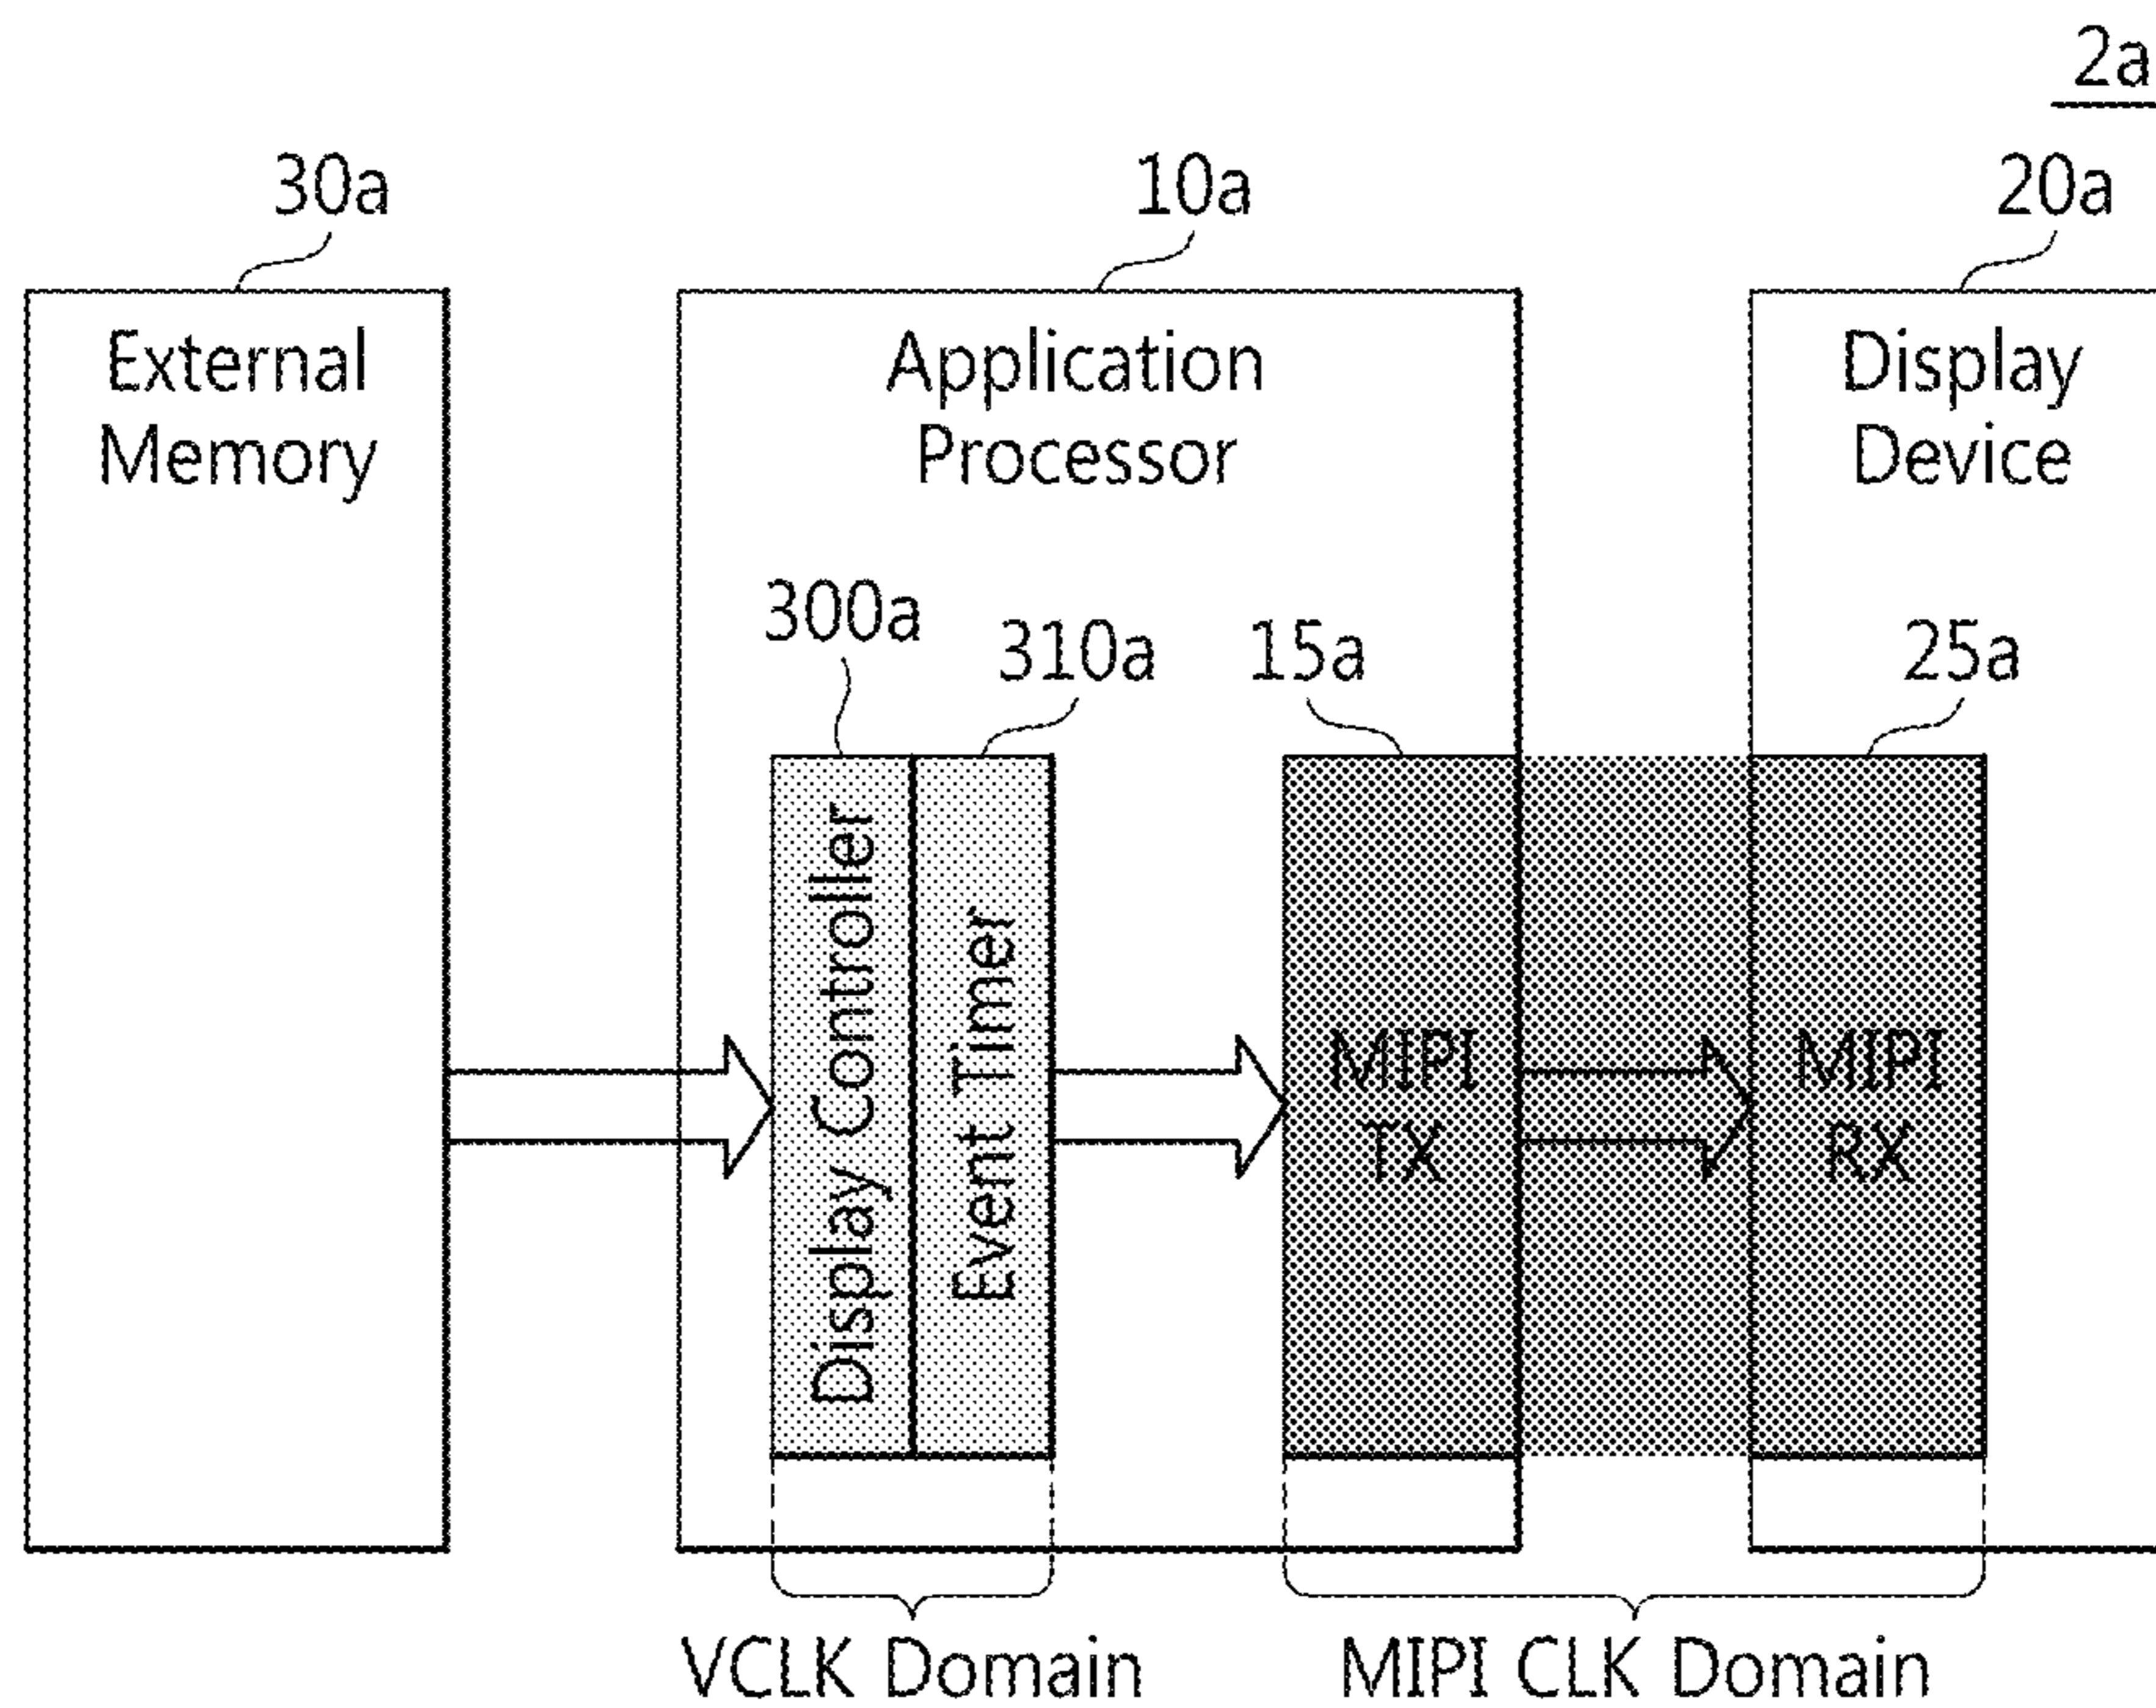 2a
30a
10a
20a
External
Memory
Application
Processor
Display
Device
300a
310a
15a
25a
Display Controller
Event Timer
MIPI
TX
MIPI
RX
VCLK Domain
MIPI CLK Domain